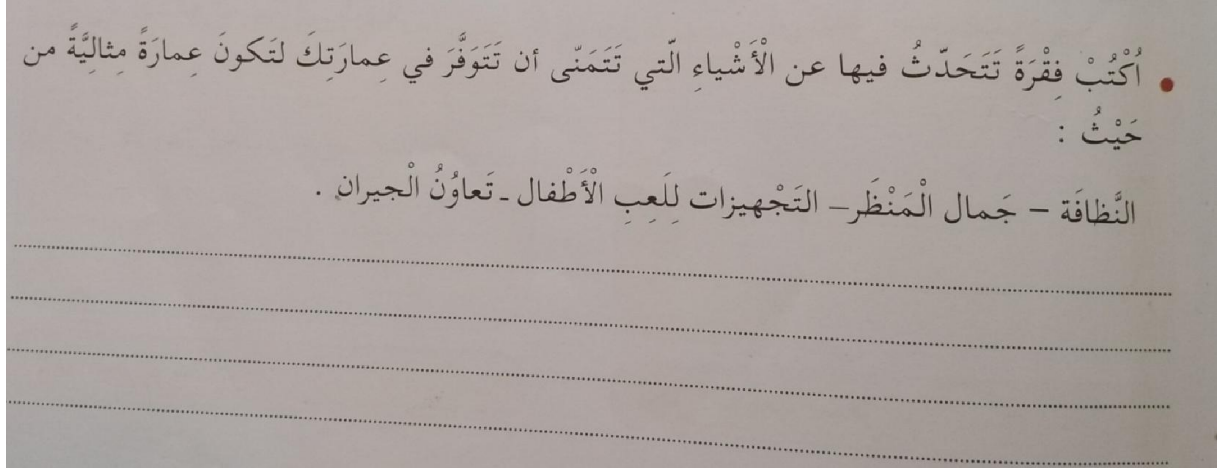 • اُكْتُبْ فِقْرَةً تَتَحَدّثُ فيها عن الْأَشْياءِ الّتي تَتَمَنّى أن تَتَوَفَّرَ في عِمارَتِكَ لتَكونَ عِمارَةً مِثالِيَّةً من
حَيْثُ :
النَّظافَة – جَمال الْمَنْظَر – التَجْهيزات لِلَعِبِ الْأَطْفال - تَعاوُنُ الْجيران .